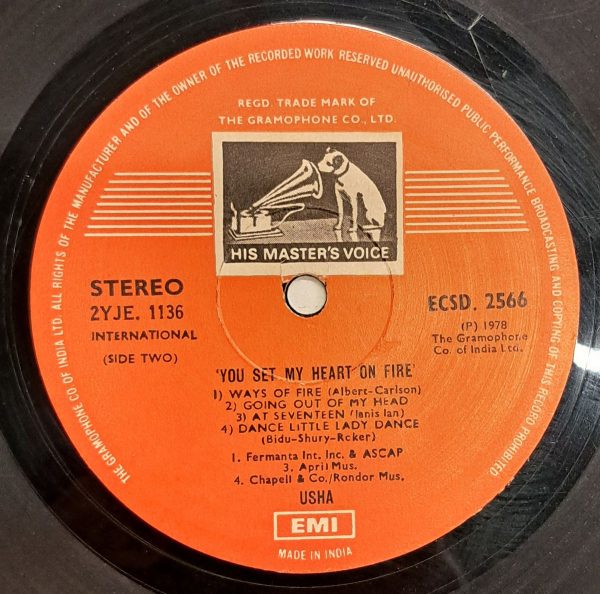 THE GRAMOPHONE CO OF INDIA LTD. ALL RIGHTS OF THE MANUFACTURER AND OF THE OWNER OF THE RECORDED WORK RESERVED UNAUTHORISED PUBLIC PERFORMANCE BROADCASTING AND COPYING OF THIS RECORD PROHIBITED
REGD. TRADE MARK OF
THE GRAMOPHONE CO., LTD.
HIS MASTER'S VOICE
STEREO
2YJE. 1136
INTERNATIONAL
(SIDE TWO)
ECSD. 2566
(P) 1978
The Gramophone
Co. of India Ltd.
'YOU SET MY HEART ON FIRE'
1) WAYS OF FIRE (Albert-Carlson)
2) GOING OUT OF MY HEAD
3) AT SEVENTEEN (Inis Ian)
4) DANCE LITTLE LADY DANCE
(Bidu-Shury-Rcker)
1. Fermanta Int. Inc. & ASCAP
3. April Mus.
4. Chapell & Co./Rondor Mus.
USHA
EMI
MADE IN INDIA